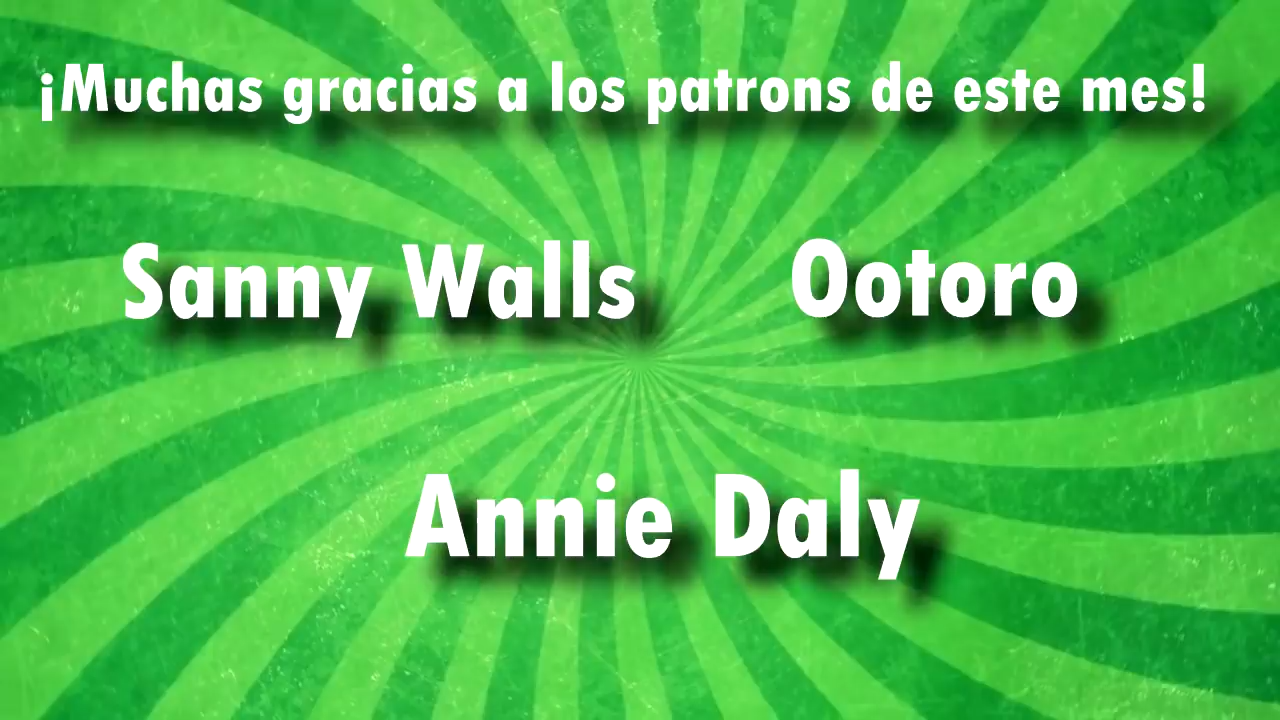 ¡Muchas gracias a los patrons de este mes!
Sanny Walls Ootoro
Annie Daly